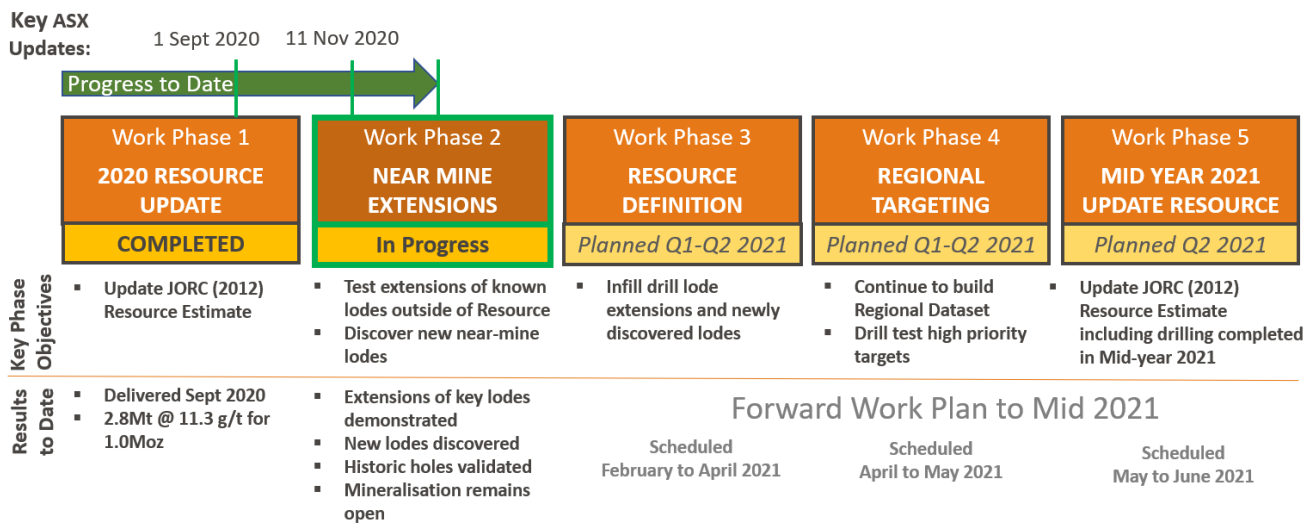 Key ASX
Updates:
1 Sept 2020
11 Nov 2020
Progress to Date
Work Phase 1
2020 RESOURCE
UPDATE
COMPLETED
Work Phase 2
NEAR MINE
EXTENSIONS
In Progress
Work Phase 3
RESOURCE
DEFINITION
Planned Q1-Q2 2021
Work Phase 4
REGIONAL
TARGETING
Planned Q1-Q2 2021
Work Phase 5
MID YEAR 2021
UPDATE RESOURCE
Planned Q2 2021
Key Phase
Objectives
▪ Update JORC (2012)
Resource Estimate
▪ Test extensions of known
lodes outside of Resource
▪ Discover new near-mine
lodes
▪ Infill drill lode
extensions and newly
discovered lodes
▪ Continue to build
Regional Dataset
▪ Drill test high priority
targets
▪ Update JORC (2012)
Resource Estimate
including drilling completed
in Mid-year 2021
Results
to Date
▪ Delivered Sept 2020
▪ 2.8Mt @ 11.3 g/t for
1.0Moz
▪ Extensions of key lodes
demonstrated
▪ New lodes discovered
▪ Historic holes validated
▪ Mineralisation remains
open
Forward Work Plan to Mid 2021
Scheduled
February to April 2021
Scheduled
April to May 2021
Scheduled
May to June 2021